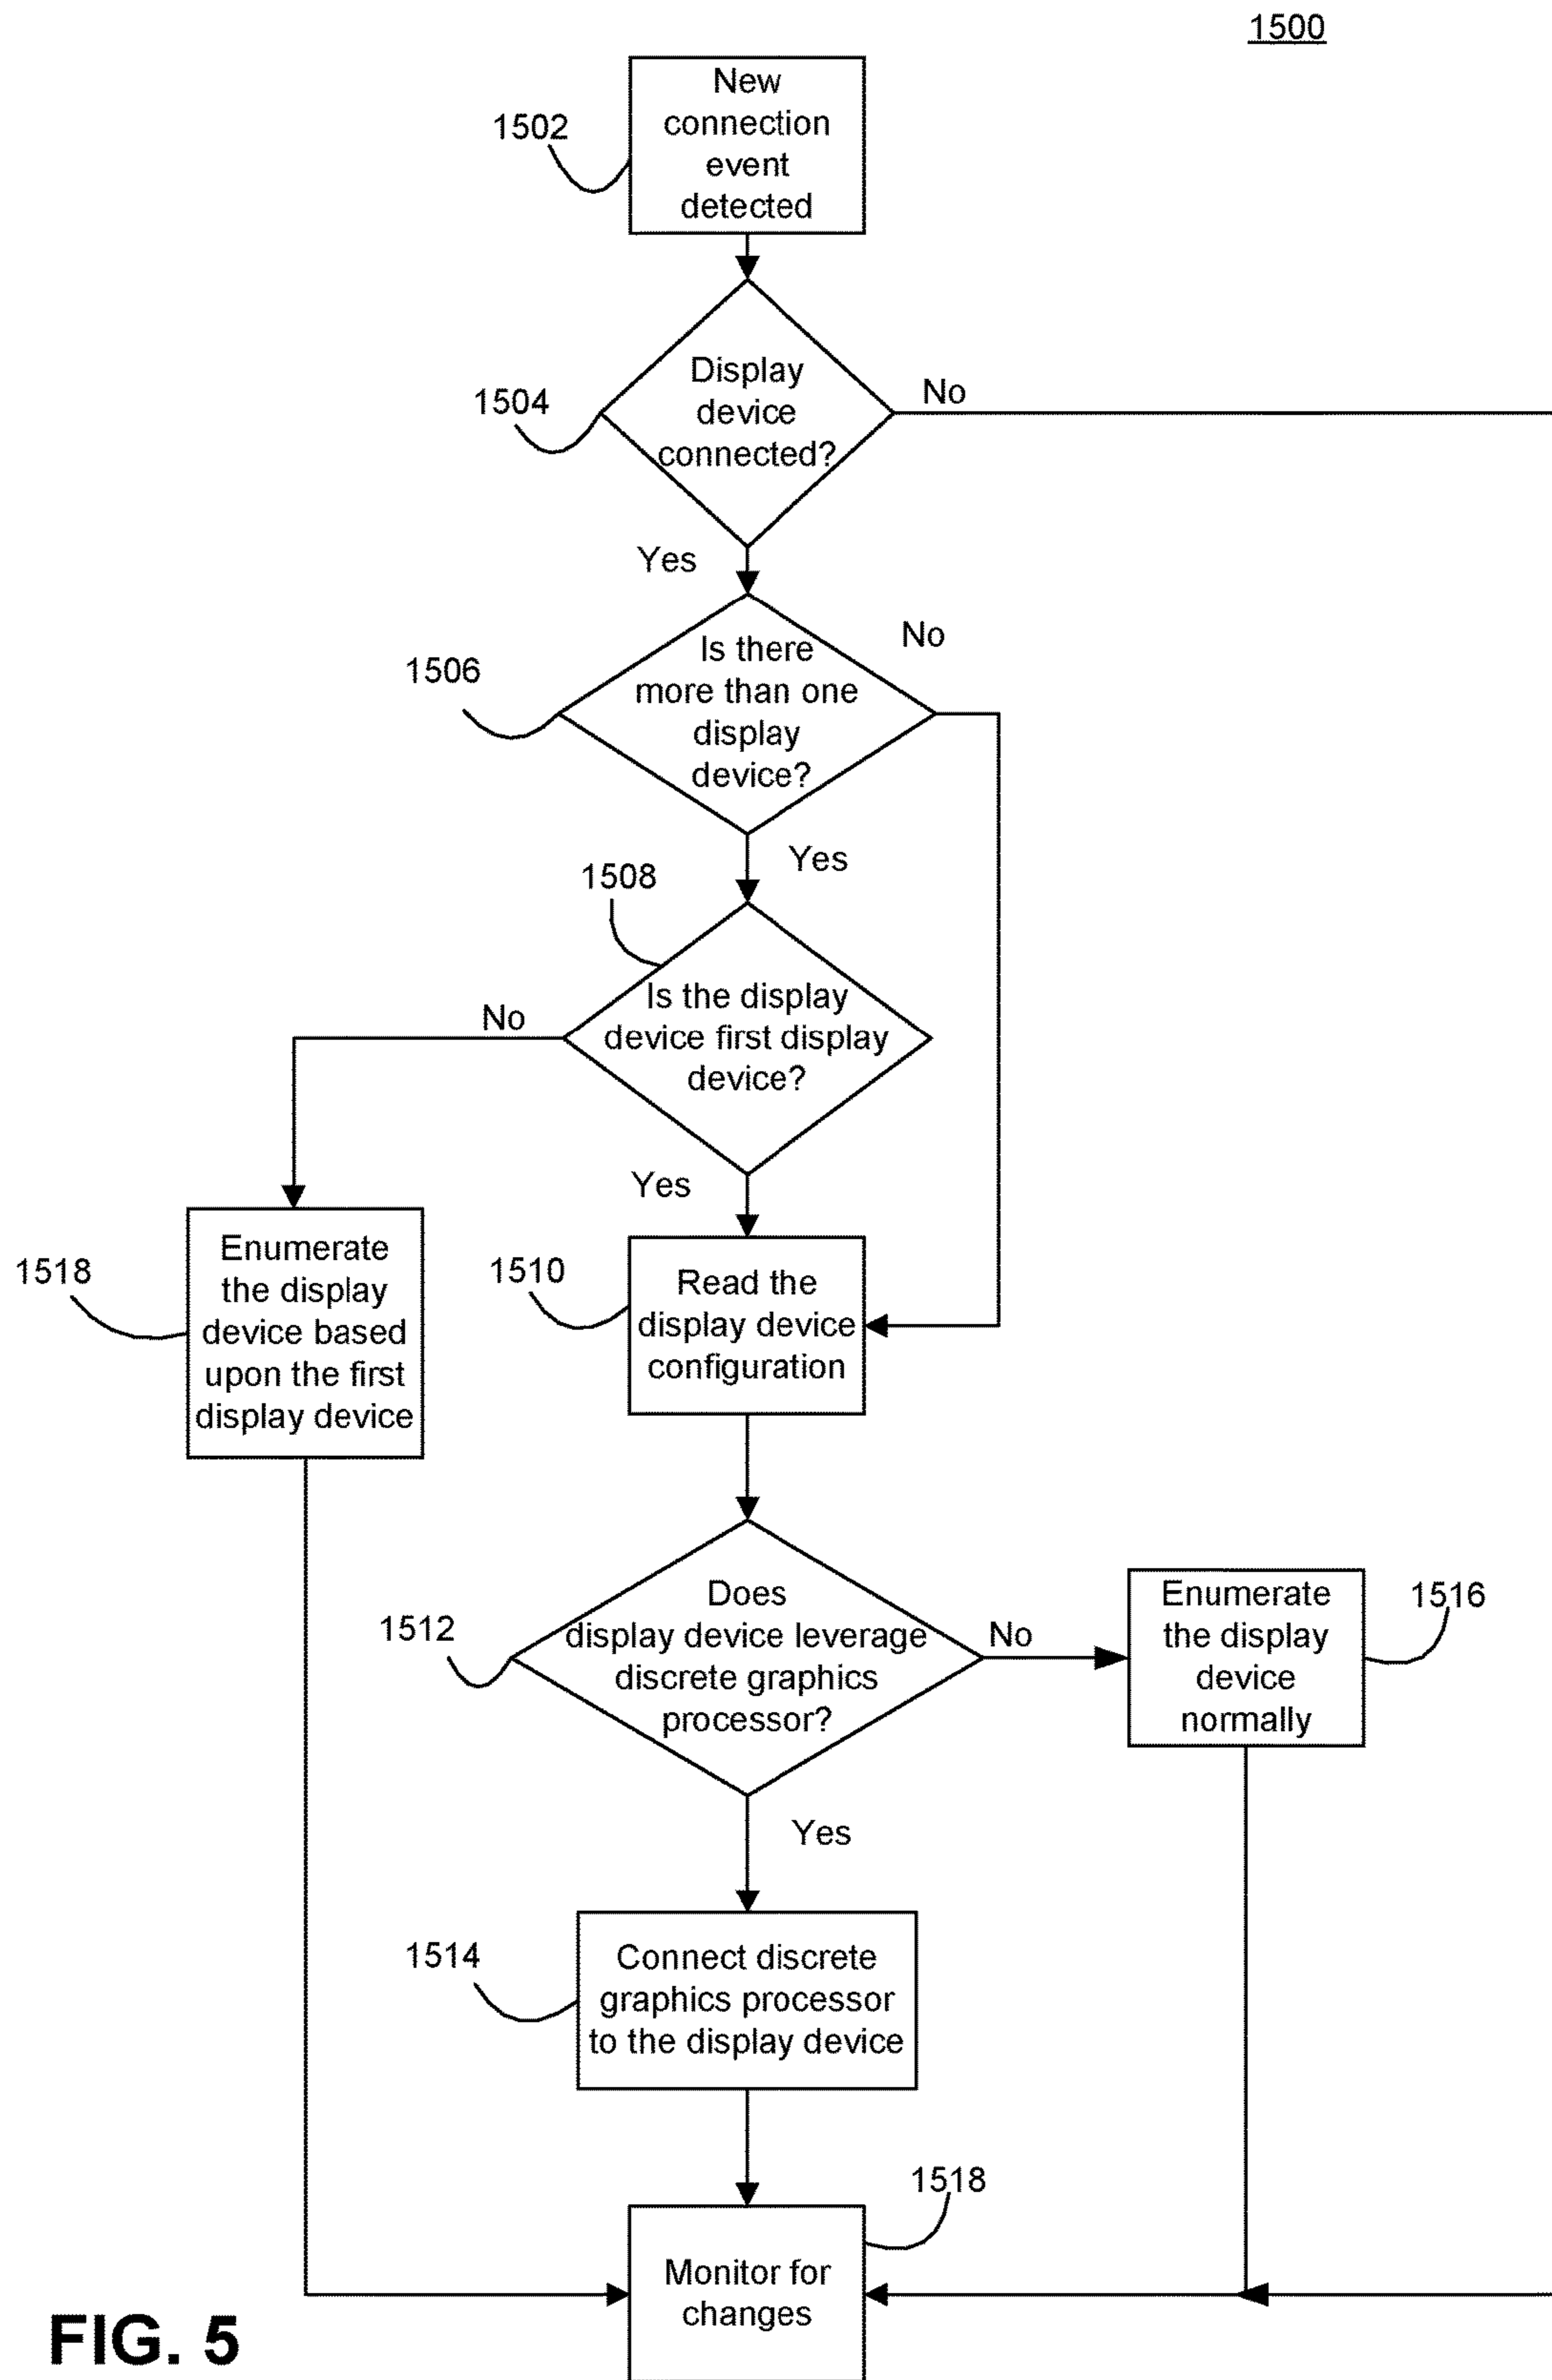 1500
New
connection
event
detected
1502
Display
device
connected?
1504
No
Yes
Is there
more than one
display
device?
1506
No
Yes
1508
Is the display
device first display
device?
No
Yes
Enumerate
the display
device based
upon the first
display device
1518
1510
Read the
display device
configuration
Does
display device leverage
discrete graphics
processor?
1512
No
Enumerate
the display
device
normally
1516
Yes
1514
Connect discrete
graphics processor
to the display device
1518
Monitor for
changes
FIG. 5